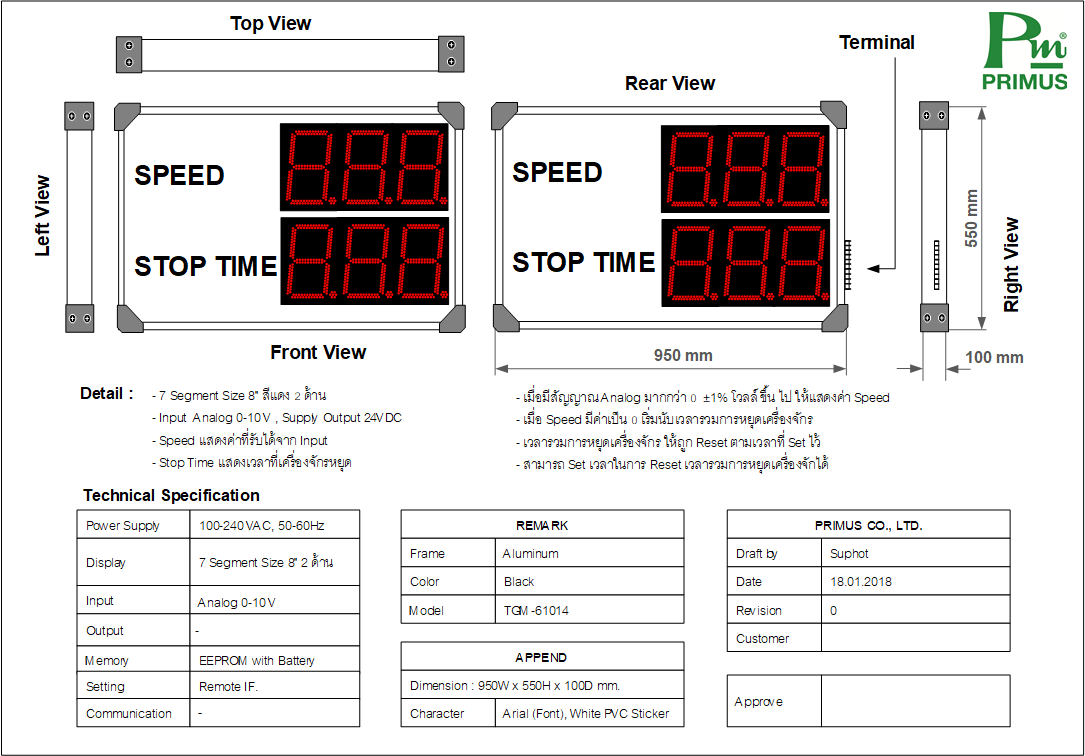 Top View
Terminal
Pm®
PRIMUS
Rear View
Left View
SPEED
8.8.8.
STOP TIME
8.8.8.
SPEED
8.8.8.
STOP TIME
8.8.8.
550 mm
Right View
Front View
950 mm
100 mm
Detail :
- 7 Segment Size 8" สีแดง 2 ด้าน
- Input Analog 0-10V , Supply Output 24VDC
- Speed แสดงค่าที่รับได้จาก Input
- Stop Time แสดงเวลาที่เครื่องจักรหยุด
- เมื่อมีสัญญาณ Analog มากกว่า 0 ±1% โวลล์ ขึ้น ไป ให้แสดงค่า Speed
- เมื่อ Speed มีค่าเป็น 0 เริ่มนับเวลารวมการหยุดเครื่องจักร
- เวลารวมการหยุดเครื่องจักร ให้ถูก Reset ตามเวลาที่ Set ไว้
- สามารถ Set เวลาในการ Reset เวลารวมการหยุดเครื่องจักได้
Technical Specification
Power Supply 100-240VAC, 50-60Hz
Display 7 Segment Size 8" 2 ด้าน
Input Analog 0-10V
Output -
Memory EEPROM with Battery
Setting Remote IF.
Communication -
REMARK
Frame Aluminum
Color Black
Model TGM-61014
APPEND
Dimension : 950W x 550H x 100D mm.
Character Arial (Font), White PVC Sticker
PRIMUS CO., LTD.
Draft by Suphot
Date 18.01.2018
Revision 0
Customer
Approve